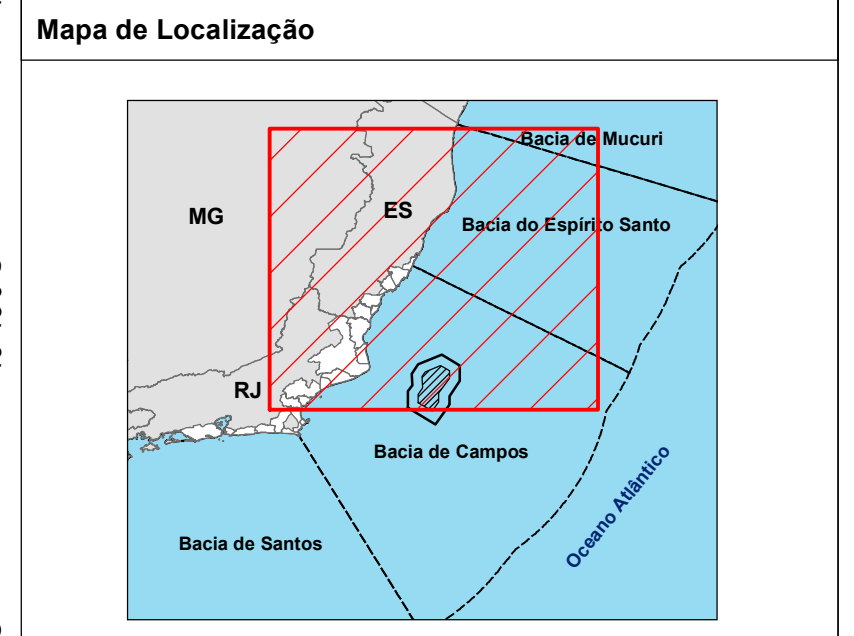 Mapa de Localização
Bacia de Mucuri
MG
ES
Bacia do Espírito Santo
RJ
Bacia de Campos
Oceano Atlântico
Bacia de Santos